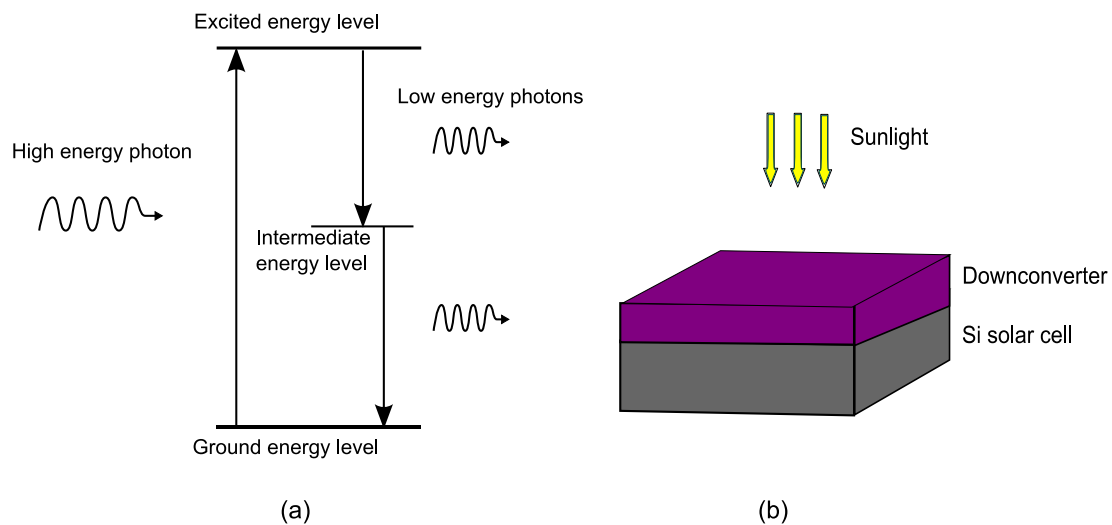 Excited energy level
Low energy photons
High energy photon
Intermediate
energy level
Ground energy level
(a)
Sunlight
Downconverter
Si solar cell
(b)